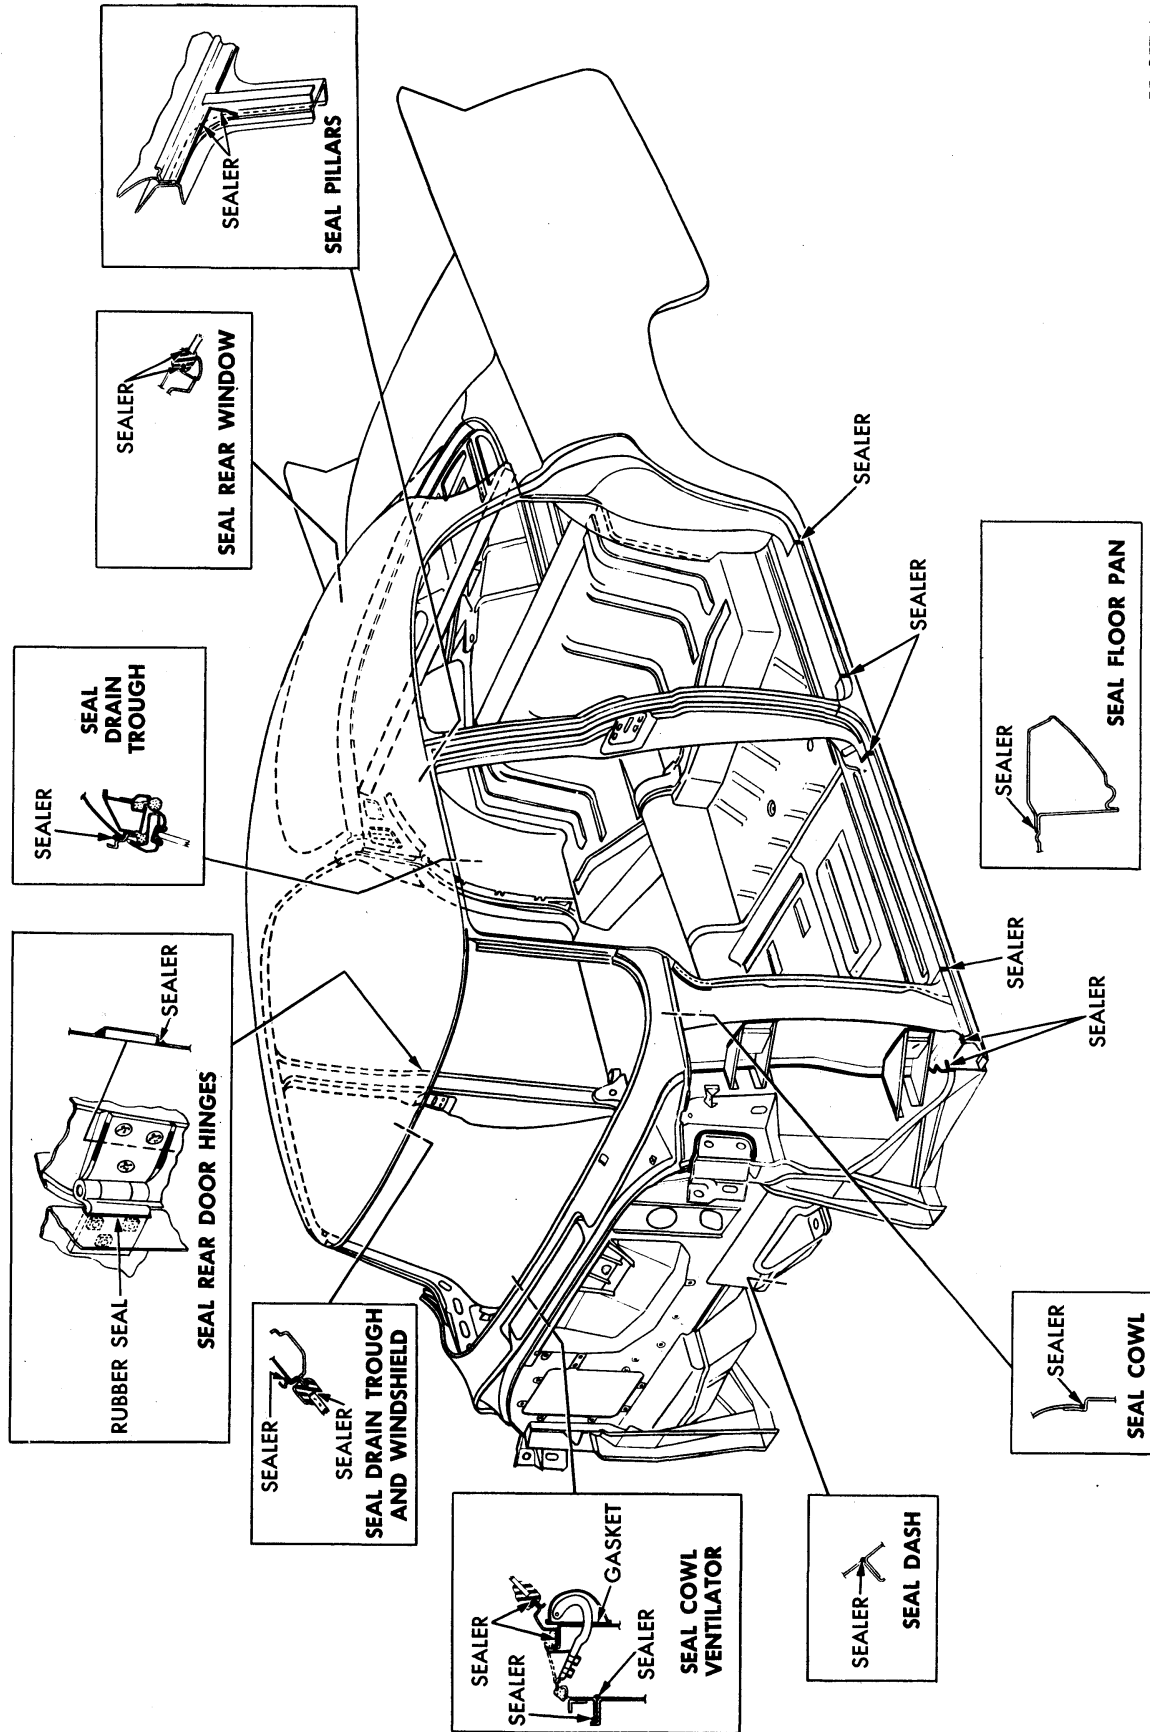 RUBBER SEAL
SEALER
SEAL REAR DOOR HINGES
SEALER
SEAL
DRAIN
TROUGH
SEALER
SEAL REAR WINDOW
SEALER
SEAL PILLARS
SEALER
SEALER
SEAL DRAIN TROUGH
AND WINDSHIELD
SEALER
SEALER
GASKET
SEALER
SEAL COWL
VENTILATOR
SEALER
SEAL DASH
SEALER
SEAL COWL
SEALER
SEALER
SEALER
SEALER
SEALER
SEAL FLOOR PAN